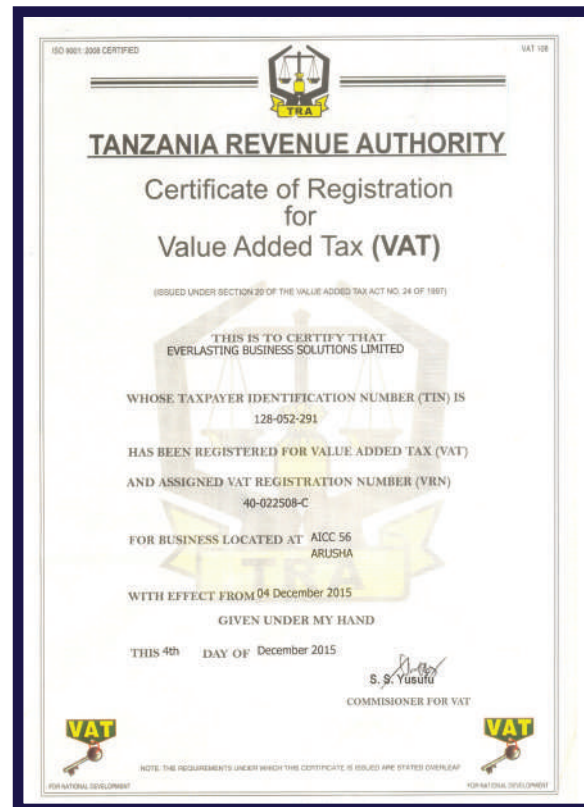 ISO 9001: 2008 CERTIFIED
VAT 108
TRA
TANZANIA REVENUE AUTHORITY
Certificate of Registration
for
Value Added Tax (VAT)
(ISSUED UNDER SECTION 20 OF THE VALUE ADDED TAX ACT NO. 24 OF 1997)
THIS IS TO CERTIFY THAT
EVERLASTING BUSINESS SOLUTIONS LIMITED
WHOSE TAXPAYER IDENTIFICATION NUMBER (TIN) IS
128-052-291
HAS BEEN REGISTERED FOR VALUE ADDED TAX (VAT)
AND ASSIGNED VAT REGISTRATION NUMBER (VRN)
40-022508-C
FOR BUSINESS LOCATED AT AICC 56
ARUSHA
TRA
WITH EFFECT FROM 04 December 2015
GIVEN UNDER MY HAND
THIS 4th DAY OF December 2015
S. S. Yusufu
COMMISIONER FOR VAT
VAT
VAT
NOTE: THE REQUIREMENTS UNDER WHICH THIS CERTIFICATE IS ISSUED ARE STATED OVERLEAF
FOR NATIONAL DEVELOPMENT
FOR NATIONAL DEVELOPMENT